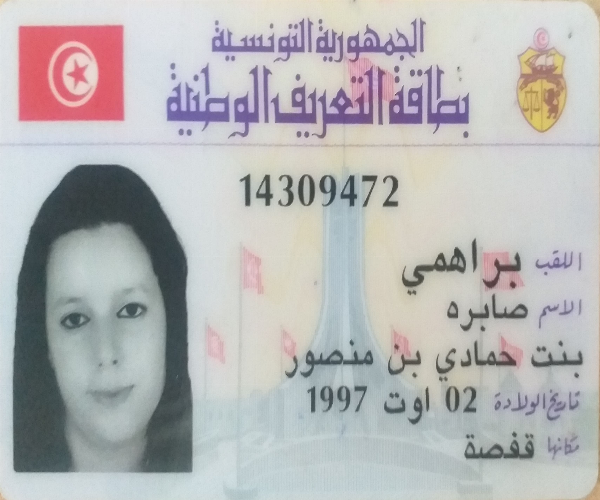 الجمهورية التونسية
بطاقة التعريف الوطنية
14309472
اللقب براهمي
الاسم صابره
بنت حمادي بن منصور
تاريخ الولادة 02 اوت 1997
مكانها قفصة